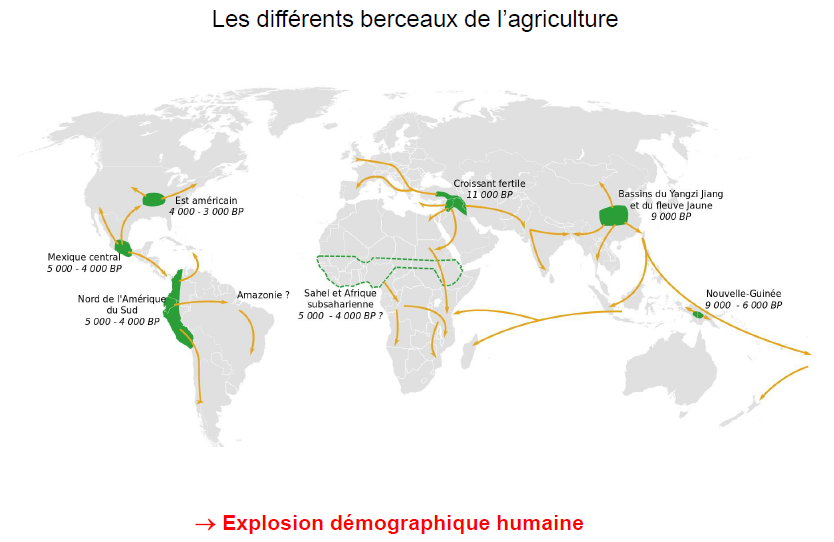 Les différents berceaux de l’agriculture
Croissant fertile
11 000 BP
Est américain
4 000 - 3 000 BP
Bassins du Yangzi Jiang
et du fleuve Jaune
9 000 BP
Mexique central
5 000 - 4 000 BP
Nord de l'Amérique
du Sud
5 000 - 4 000 BP
Amazonie ?
Sahel et Afrique
subsaharienne
5 000 - 4 000 BP ?
Nouvelle-Guinée
9 000 - 6 000 BP
→ Explosion démographique humaine